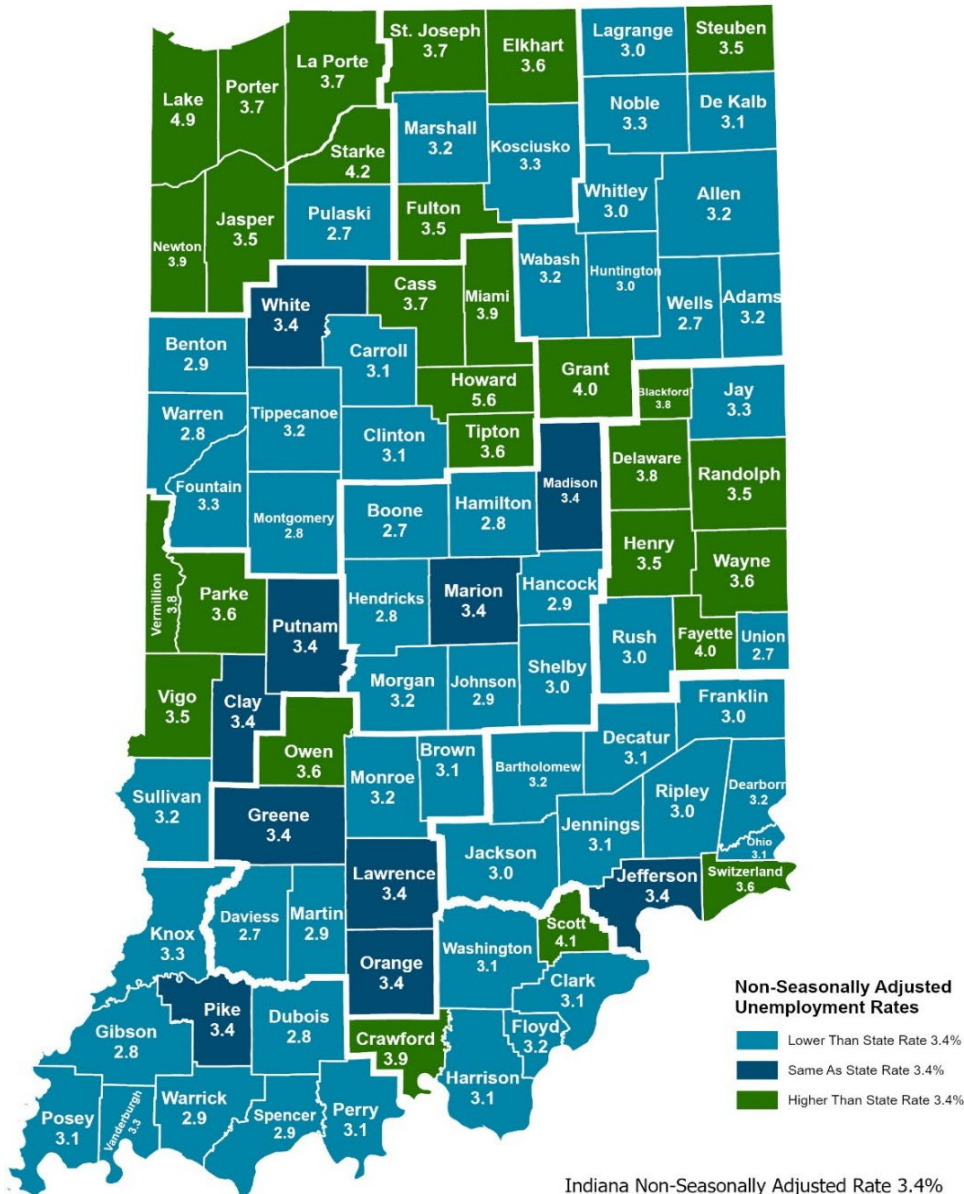 St. Joseph
3.7
Elkhart
3.6
Lagrange
3.0
Steuben
3.5
La Porte
3.7
Porter
3.7
Lake
4.9
Noble
3.3
De Kalb
3.1
Marshall
3.2
Kosciusko
3.3
Starke
4.2
Whitley
3.0
Allen
3.2
Pulaski
2.7
Fulton
3.5
Jasper
3.5
Newton
3.9
Wabash
3.2
Huntington
3.0
Wells
2.7
Adams
3.2
White
3.4
Cass
3.7
Miami
3.9
Benton
2.9
Carroll
3.1
Howard
5.6
Grant
4.0
Blackford
3.8
Jay
3.3
Warren
2.8
Tippecanoe
3.2
Clinton
3.1
Tipton
3.6
Madison
3.4
Delaware
3.8
Randolph
3.5
Fountain
3.3
Montgomery
2.8
Boone
2.7
Hamilton
2.8
Henry
3.5
Wayne
3.6
Vermillion
3.8
Parke
3.6
Putnam
3.4
Hendricks
2.8
Marion
3.4
Hancock
2.9
Rush
3.0
Fayette
4.0
Union
2.7
Vigo
3.5
Clay
3.4
Morgan
3.2
Johnson
2.9
Shelby
3.0
Franklin
3.0
Owen
3.6
Monroe
3.2
Brown
3.1
Bartholomew
3.2
Decatur
3.1
Ripley
3.0
Dearborn
3.2
Sullivan
3.2
Greene
3.4
Jackson
3.0
Jennings
3.1
Ohio
3.1
Switzerland
3.6
Lawrence
3.4
Jefferson
3.4
Knox
3.3
Daviess
2.7
Martin
2.9
Orange
3.4
Washington
3.1
Scott
4.1
Clark
3.1
Gibson
2.8
Pike
3.4
Dubois
2.8
Crawford
3.9
Floyd
3.2
Harrison
3.1
Posey
3.1
Vanderburgh
3.3
Warrick
2.9
Spencer
2.9
Perry
3.1
Non-Seasonally Adjusted
Unemployment Rates
Lower Than State Rate 3.4%
Same As State Rate 3.4%
Higher Than State Rate 3.4%
Indiana Non-Seasonally Adjusted Rate 3.4%